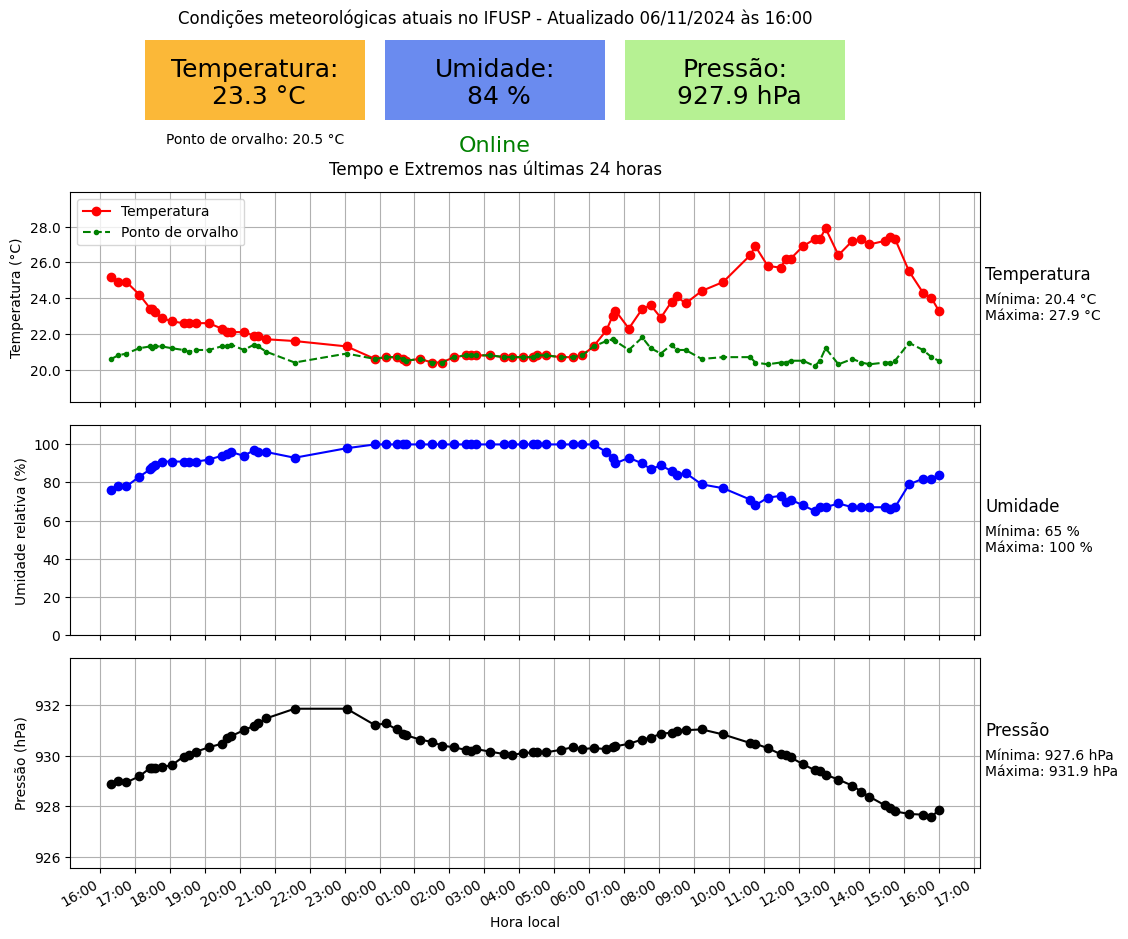 Condições meteorológicas atuais no IFUSP - Atualizado 06/11/2024 às 16:00
Temperatura:
23.3 °C
Umidade:
84 %
Pressão:
927.9 hPa
Ponto de orvalho: 20.5 °C
Online
Tempo e Extremos nas últimas 24 horas
Temperatura
Ponto de orvalho
Temperatura (°C)
28.0
26.0
24.0
22.0
20.0
Temperatura
Mínima: 20.4 °C
Máxima: 27.9 °C
Umidade relativa (%)
100
80
60
40
20
0
Umidade
Mínima: 65 %
Máxima: 100 %
Pressão (hPa)
932
930
928
926
Pressão
Mínima: 927.6 hPa
Máxima: 931.9 hPa
16:00 17:00 18:00 19:00 20:00 21:00 22:00 23:00 00:00 01:00 02:00 03:00 04:00 05:00 06:00 07:00 08:00 09:00 10:00 11:00 12:00 13:00 14:00 15:00 16:00 17:00
Hora local